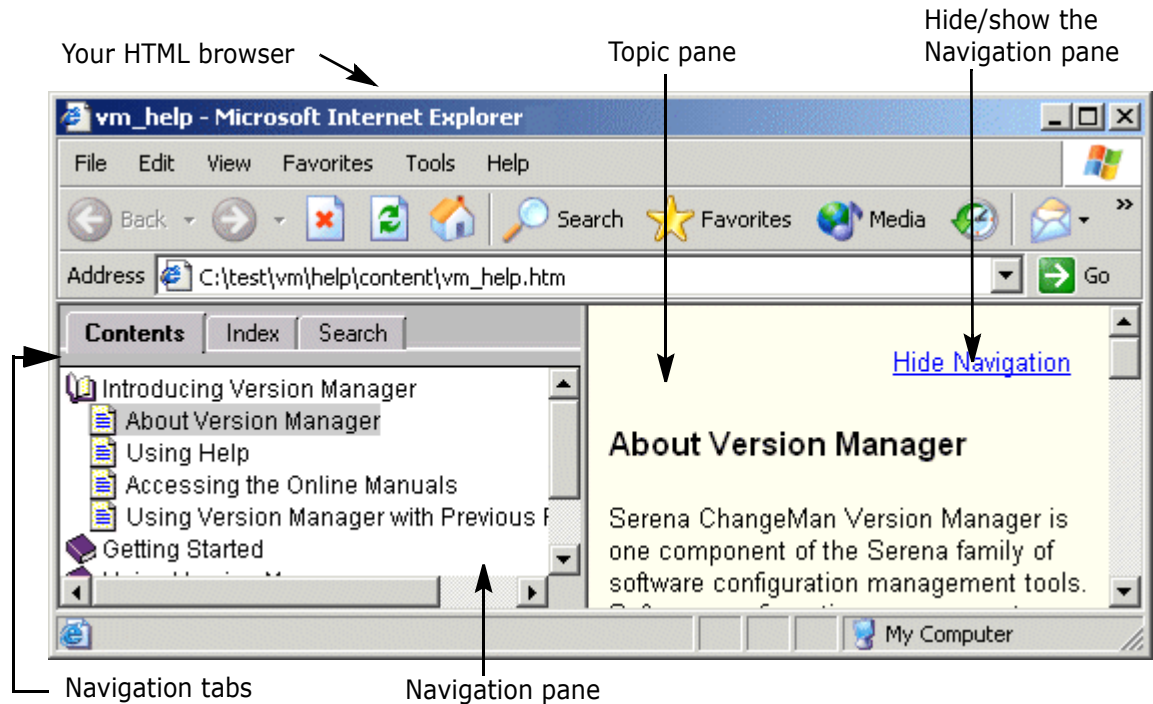 Hide/show the
Your HTML browser
Topic pane
Navigation pane
vm_help - Microsoft Internet Explorer
File Edit View Favorites Tools Help
Back Search Favorites Media »
Address C:\test\vm\help\content\vm_help.htm Go
Contents Index Search
Introducing Version Manager
About Version Manager
Using Help
Accessing the Online Manuals
Using Version Manager with Previous
Getting Started
Hide Navigation
About Version Manager
Serena ChangeMan Version Manager is
one component of the Serena family of
software configuration management tools.
My Computer
Navigation tabs
Navigation pane